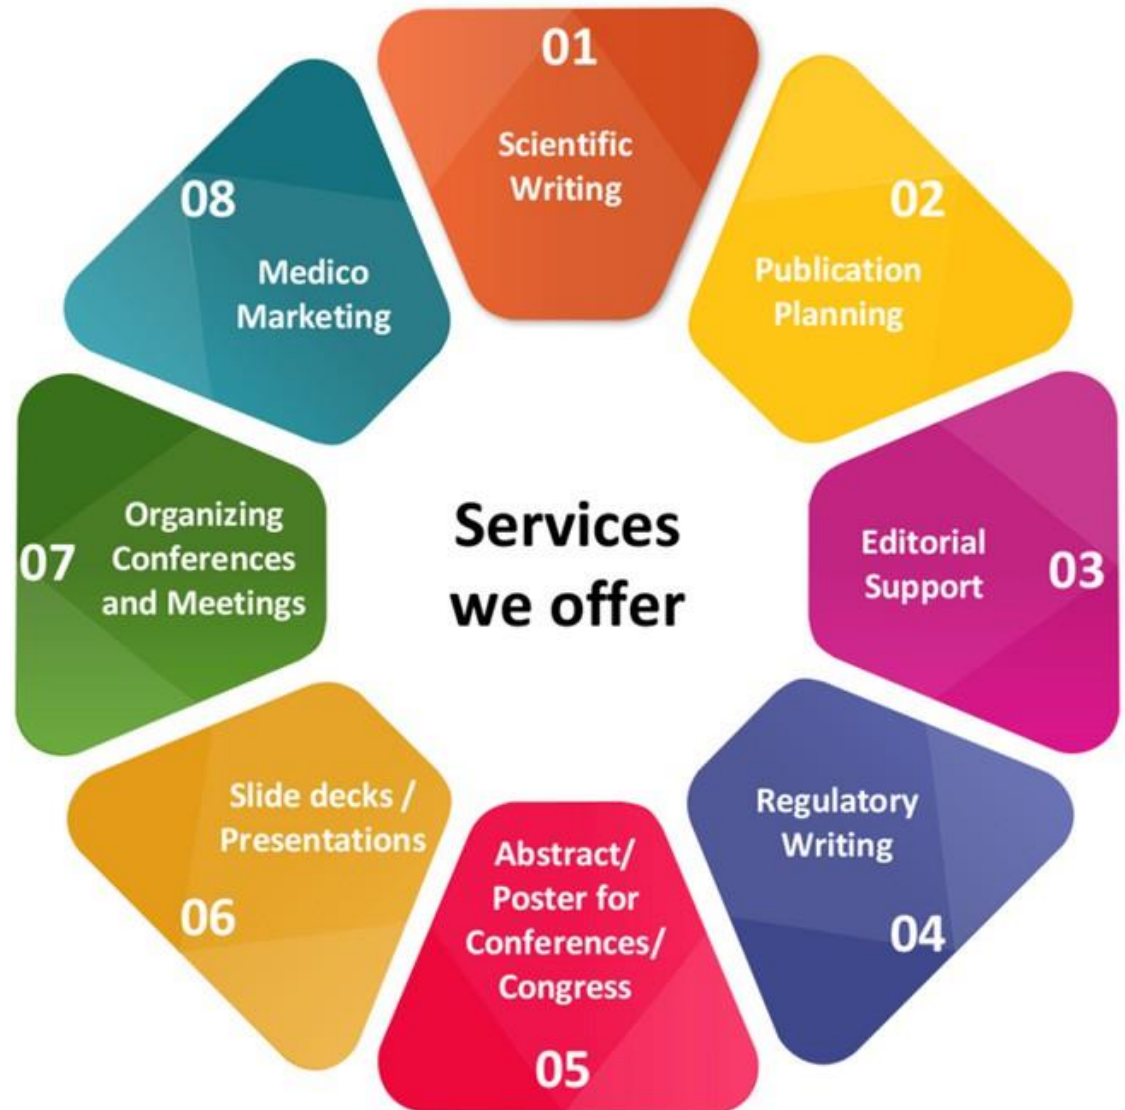 01
Scientific
Writing
02
Publication
Planning
03
Editorial
Support
04
Regulatory
Writing
05
Abstract/
Poster for
Conferences/
Congress
06
Slide decks /
Presentations
07
Organizing
Conferences
and Meetings
08
Medico
Marketing
Services
we offer